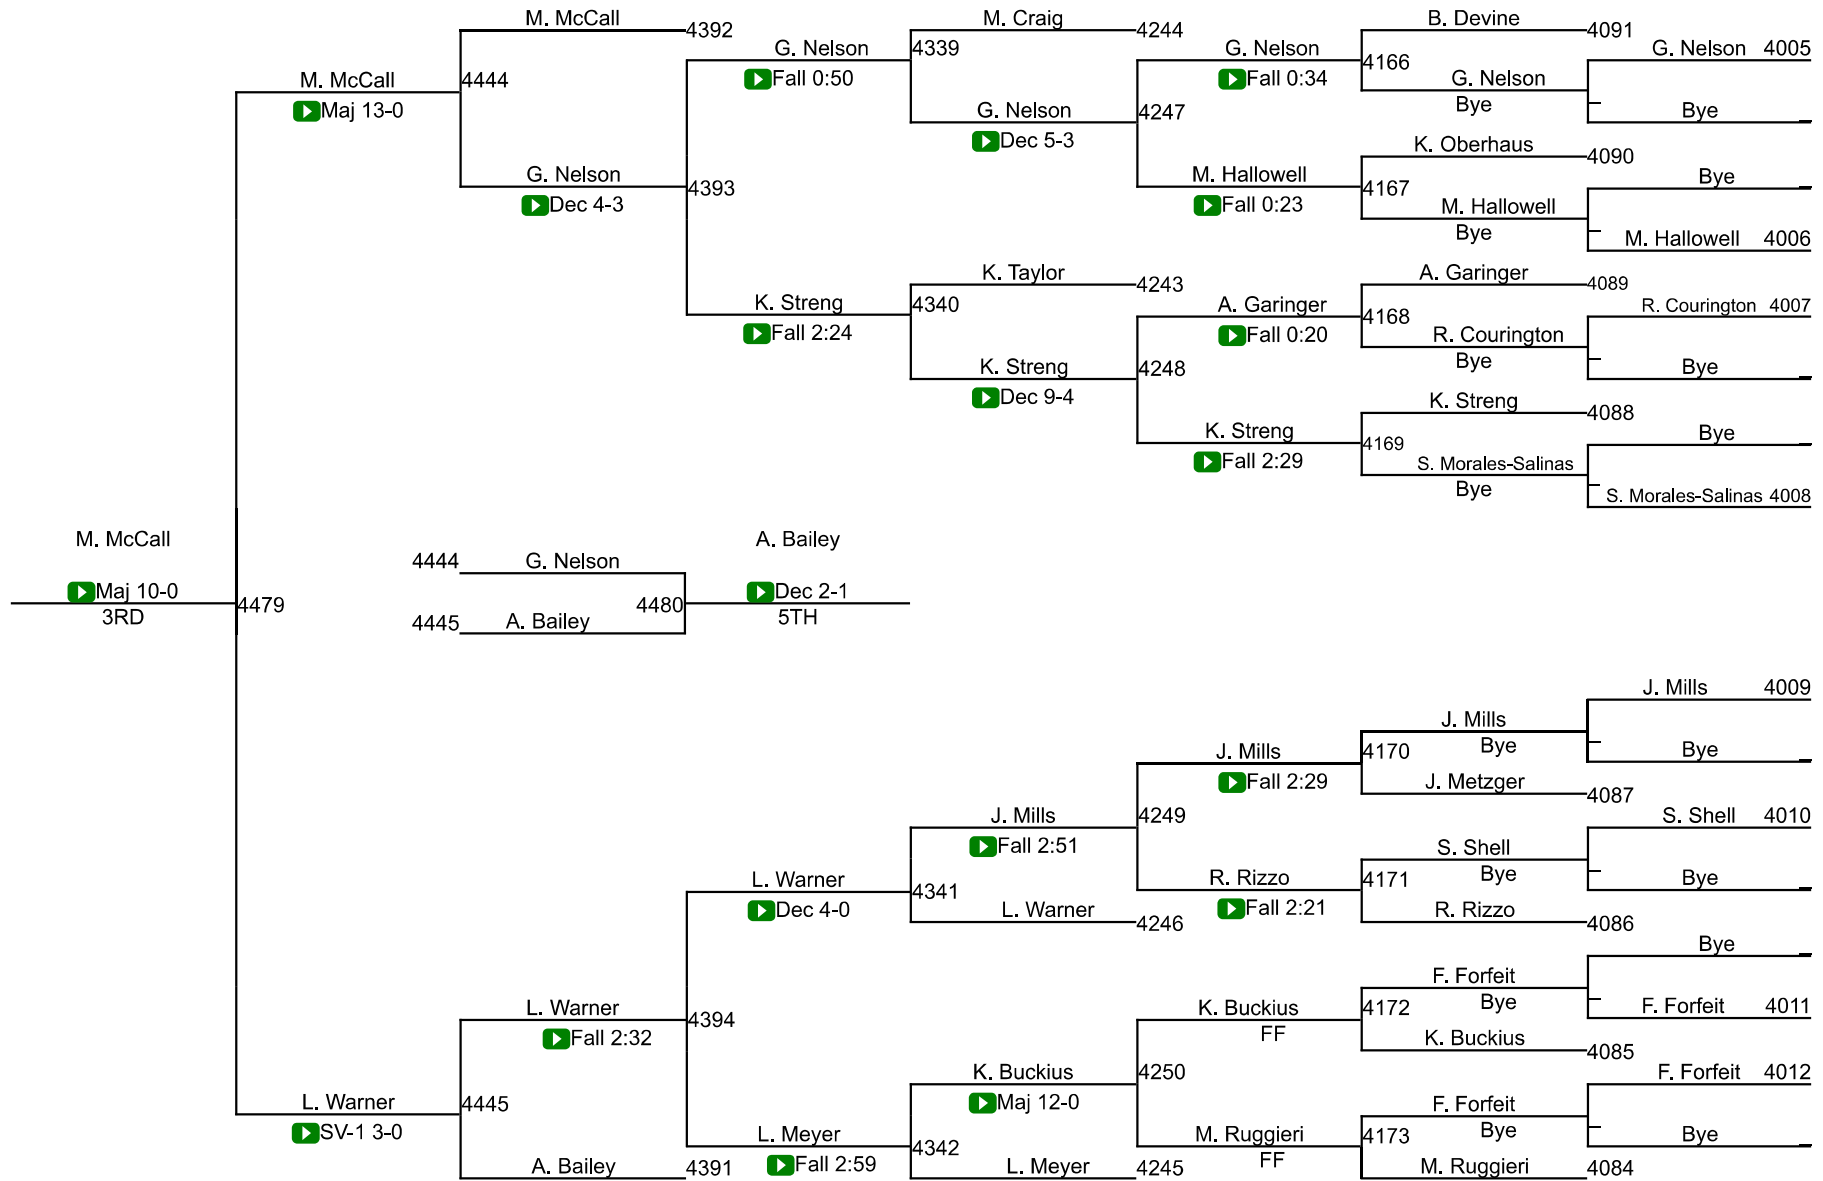 M. McCall
4392
M. Craig
4244
B. Devine
4091
G. Nelson
4339
G. Nelson
4166
G. Nelson 4005
M. McCall
4444
Fall 0:50
Fall 0:34
G. Nelson
Bye
Maj 13-0
G. Nelson
4247
Bye
Dec 5-3
K. Oberhaus
4090
G. Nelson
4393
M. Hallowell
4167
Bye
Dec 4-3
Fall 0:23
M. Hallowell
Bye
M. Hallowell 4006
K. Taylor
4243
A. Garinger
4089
K. Streng
4340
A. Garinger
4168
R. Courington 4007
Fall 2:24
Fall 0:20
R. Courington
Bye
K. Streng
4248
Bye
Dec 9-4
K. Streng
4088
K. Streng
4169
Bye
Fall 2:29
S. Morales-Salinas
Bye
S. Morales-Salinas 4008
M. McCall
A. Bailey
4444
G. Nelson
Maj 10-0
4479
4480
Dec 2-1
3RD
4445
A. Bailey
5TH
J. Mills 4009
J. Mills
J. Mills
4170
Bye
Bye
Fall 2:29
J. Metzger
4087
J. Mills
4249
S. Shell 4010
Fall 2:51
S. Shell
L. Warner
4341
R. Rizzo
4171
Bye
Bye
Dec 4-0
L. Warner
4246
Fall 2:21
R. Rizzo
4086
Bye
F. Forfeit
L. Warner
4394
K. Buckius
4172
Bye
F. Forfeit 4011
Fall 2:32
FF
K. Buckius
4085
K. Buckius
4250
F. Forfeit 4012
L. Warner
4445
Maj 12-0
F. Forfeit
SV-1 3-0
L. Meyer
4342
M. Ruggieri
4173
Bye
Bye
A. Bailey
4391
Fall 2:59
L. Meyer
4245
FF
M. Ruggieri
4084